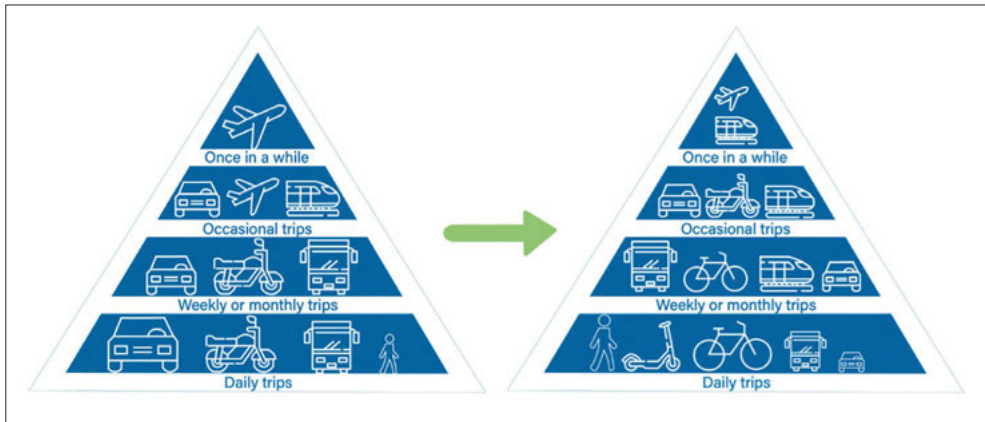 Once in a while
Occasional trips
Weekly or monthly trips
Daily trips
Once in a while
Occasional trips
Weekly or monthly trips
Daily trips